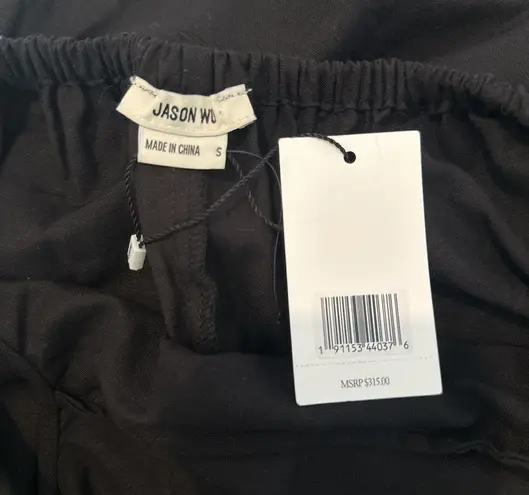 JASON WU
MADE IN CHINA S
1 91153 44037 6
MSRP $315.00